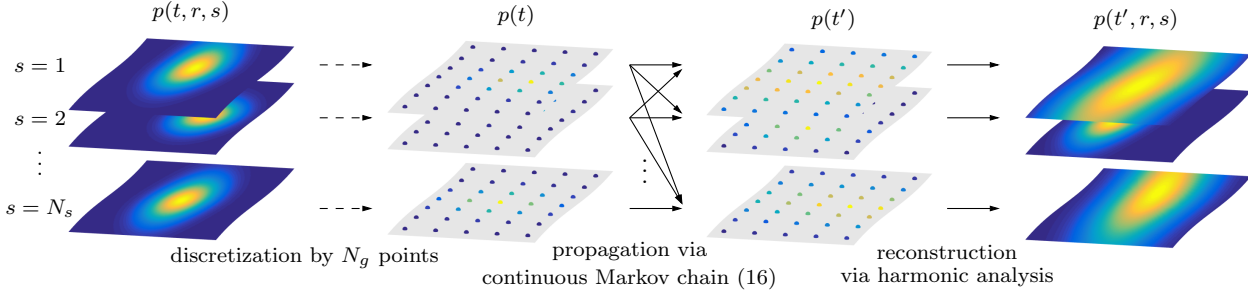 p(t, r, s)
p(t)
p(t′)
p(t′, r, s)
s = 1
s = 2
⋮
⋮
s = N_s
discretization by N_g points
propagation via
continuous Markov chain (16)
reconstruction
via harmonic analysis